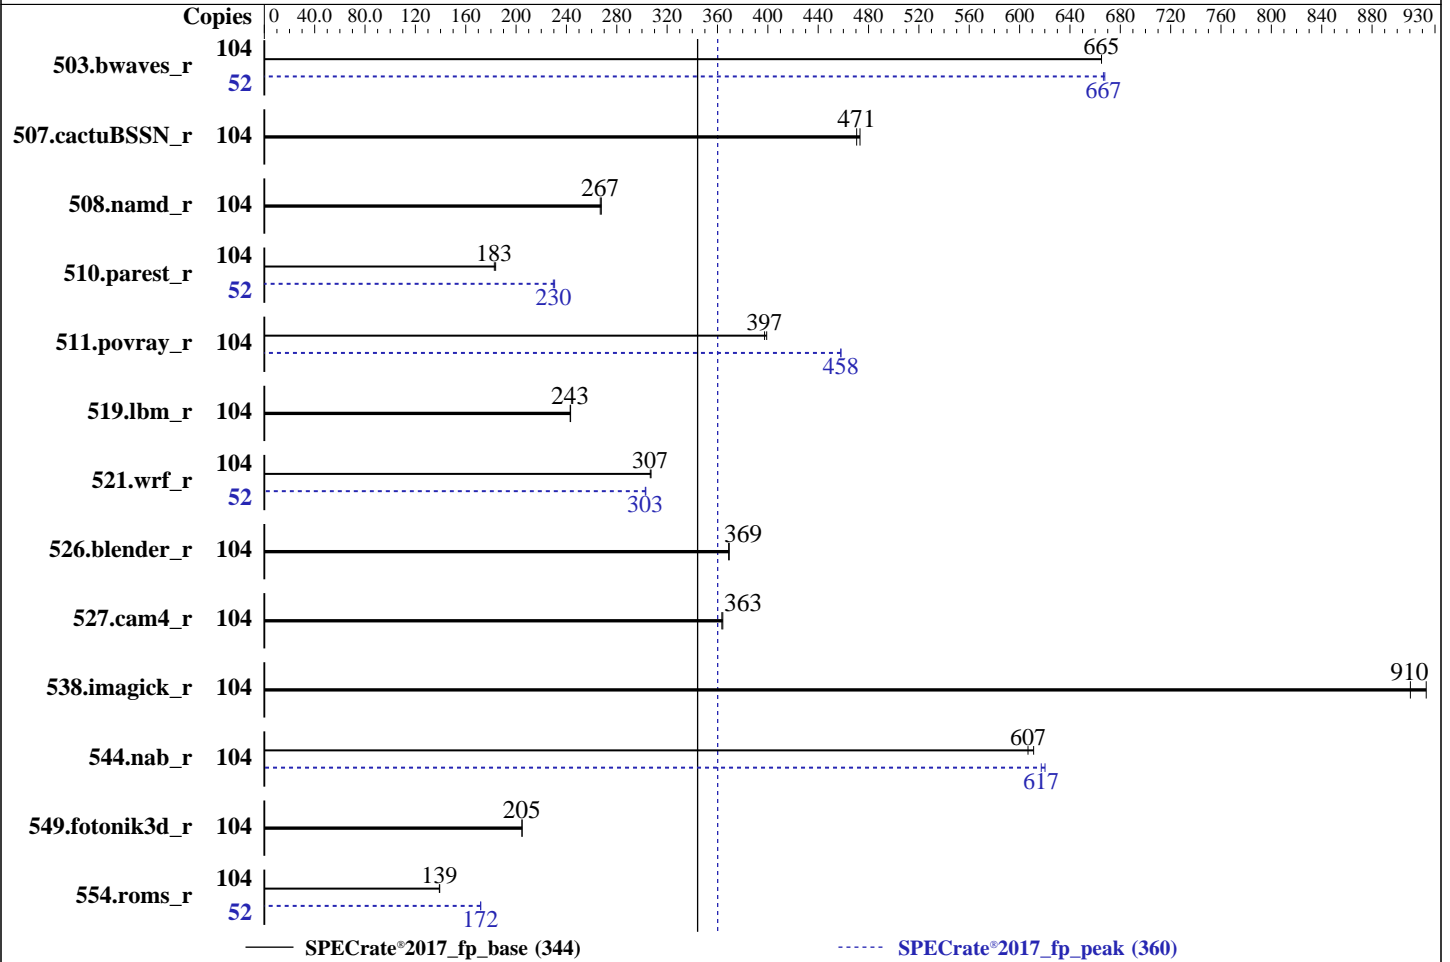 Copies 0 40.0 80.0 120 160 200 240 280 320 360 400 440 480 520 560 600 640 680 720 760 800 840 880 930
503.bwaves_r 104 665
52 667
507.cactuBSSN_r 104 471
508.namd_r 104 267
510.parest_r 104 183
52 230
511.povray_r 104 397
458
519.lbm_r 104 243
521.wrf_r 104 307
52 303
526.blender_r 104 369
527.cam4_r 104 363
538.imagick_r 104 910
544.nab_r 104 607
617
549.fotonik3d_r 104 205
554.roms_r 104 139
52 172
SPECrate®2017_fp_base (344) SPECrate®2017_fp_peak (360)